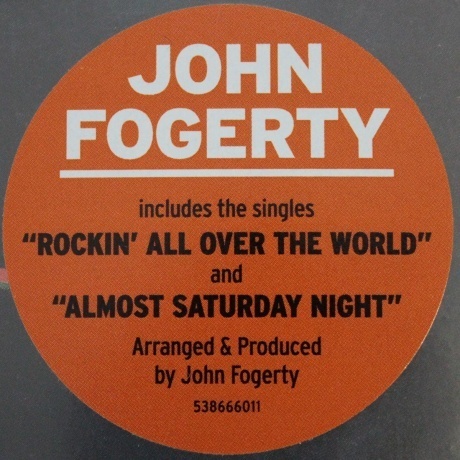 JOHN
FOGERTY
includes the singles
“ROCKIN’ ALL OVER THE WORLD”
and
“ALMOST SATURDAY NIGHT”
Arranged & Produced
by John Fogerty
538666011